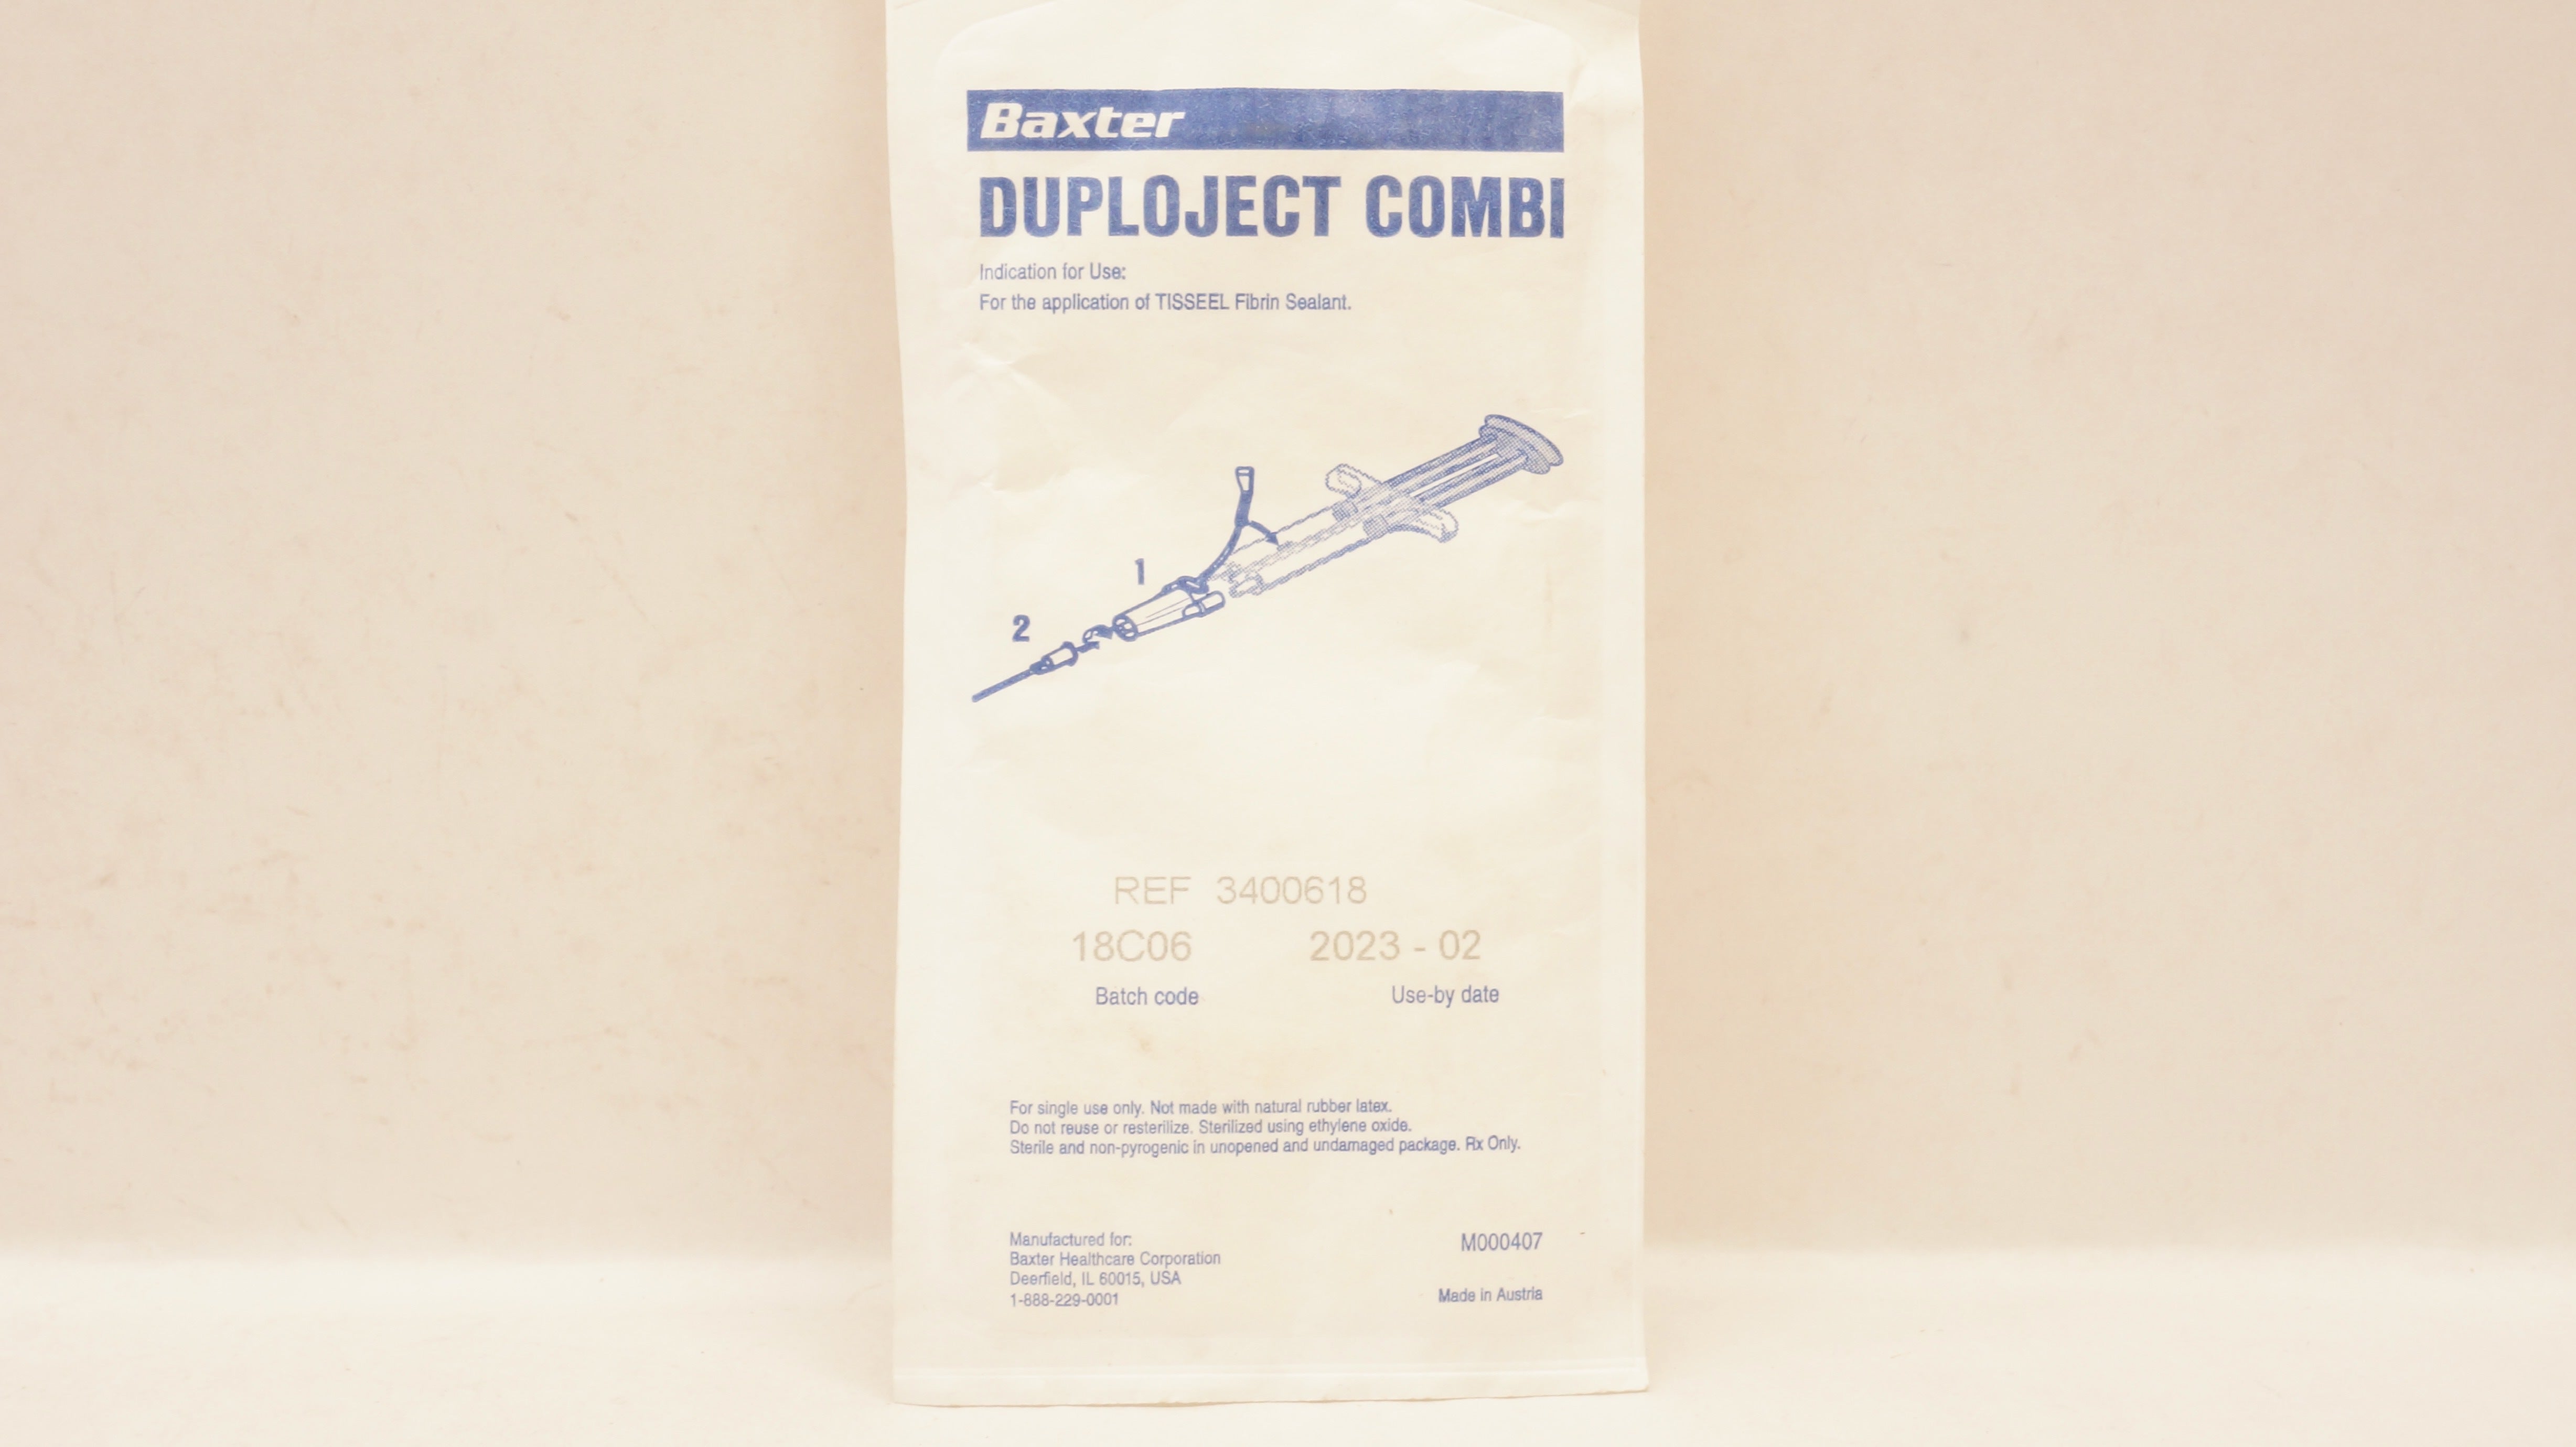 Baxter
DUPLOJECT COMBI
Indication for Use:
For the application of TISSEEL Fibrin Sealant.
1
2
REF 3400618
18C06 2023 - 02
Batch code Use-by date
For single use only. Not made with natural rubber latex.
Do not reuse or resterilize. Sterilized using ethylene oxide.
Sterile and non-pyrogenic in unopened and undamaged package. Rx Only.
Manufactured for:
Baxter Healthcare Corporation
Deerfield, IL 60015, USA
1-888-229-0001
M000407
Made in Austria